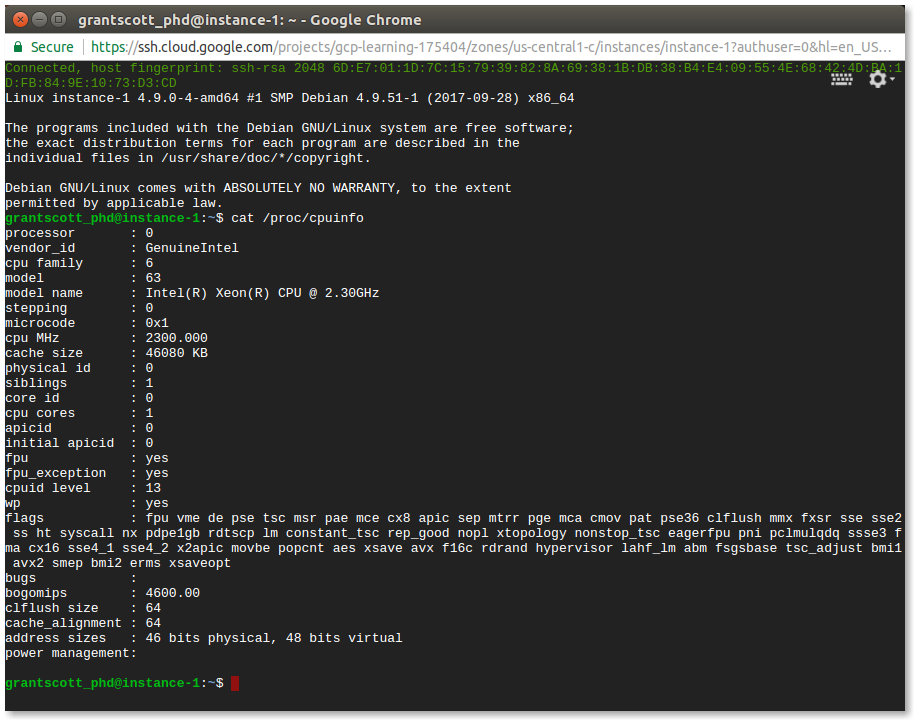 grantscott_phd@instance-1: ~ - Google Chrome
Secure https://ssh.cloud.google.com/projects/gcp-learning-175404/zones/us-central1-c/instances/instance-1?authuser=0&hl=en_US...
Connected, host fingerprint: ssh-rsa 2048 6D:E7:01:1D:7C:15:79:39:82:8A:69:38:1B:DB:38:B4:E4:09:55:4E:68:42:4D:BA:1
D:FB:84:9E:10:73:D3:CD
Linux instance-1 4.9.0-4-amd64 #1 SMP Debian 4.9.51-1 (2017-09-28) x86_64
The programs included with the Debian GNU/Linux system are free software;
the exact distribution terms for each program are described in the
individual files in /usr/share/doc/*/copyright.
Debian GNU/Linux comes with ABSOLUTELY NO WARRANTY, to the extent
permitted by applicable law.
grantscott_phd@instance-1:~$ cat /proc/cpuinfo
processor : 0
vendor_id : GenuineIntel
cpu family : 6
model : 63
model name : Intel(R) Xeon(R) CPU @ 2.30GHz
stepping : 0
microcode : 0x1
cpu MHz : 2300.000
cache size : 46080 KB
physical id : 0
siblings : 1
core id : 0
cpu cores : 1
apicid : 0
initial apicid : 0
fpu : yes
fpu_exception : yes
cpuid level : 13
wp : yes
flags : fpu vme de pse tsc msr pae mce cx8 apic sep mtrr pge mca cmov pat pse36 clflush mmx fxsr sse sse2
ss ht syscall nx pdpe1gb rdtscp lm constant_tsc rep_good nopl xtopology nonstop_tsc eagerfpu pni pclmulqdq ssse3 f
ma cx16 sse4_1 sse4_2 x2apic movbe popcnt aes xsave avx f16c rdrand hypervisor lahf_lm abm fsgsbase tsc_adjust bmi1
avx2 smep bmi2 erms xsaveopt
bugs :
bogomips : 4600.00
clflush size : 64
cache_alignment : 64
address sizes : 46 bits physical, 48 bits virtual
power management:
grantscott_phd@instance-1:~$